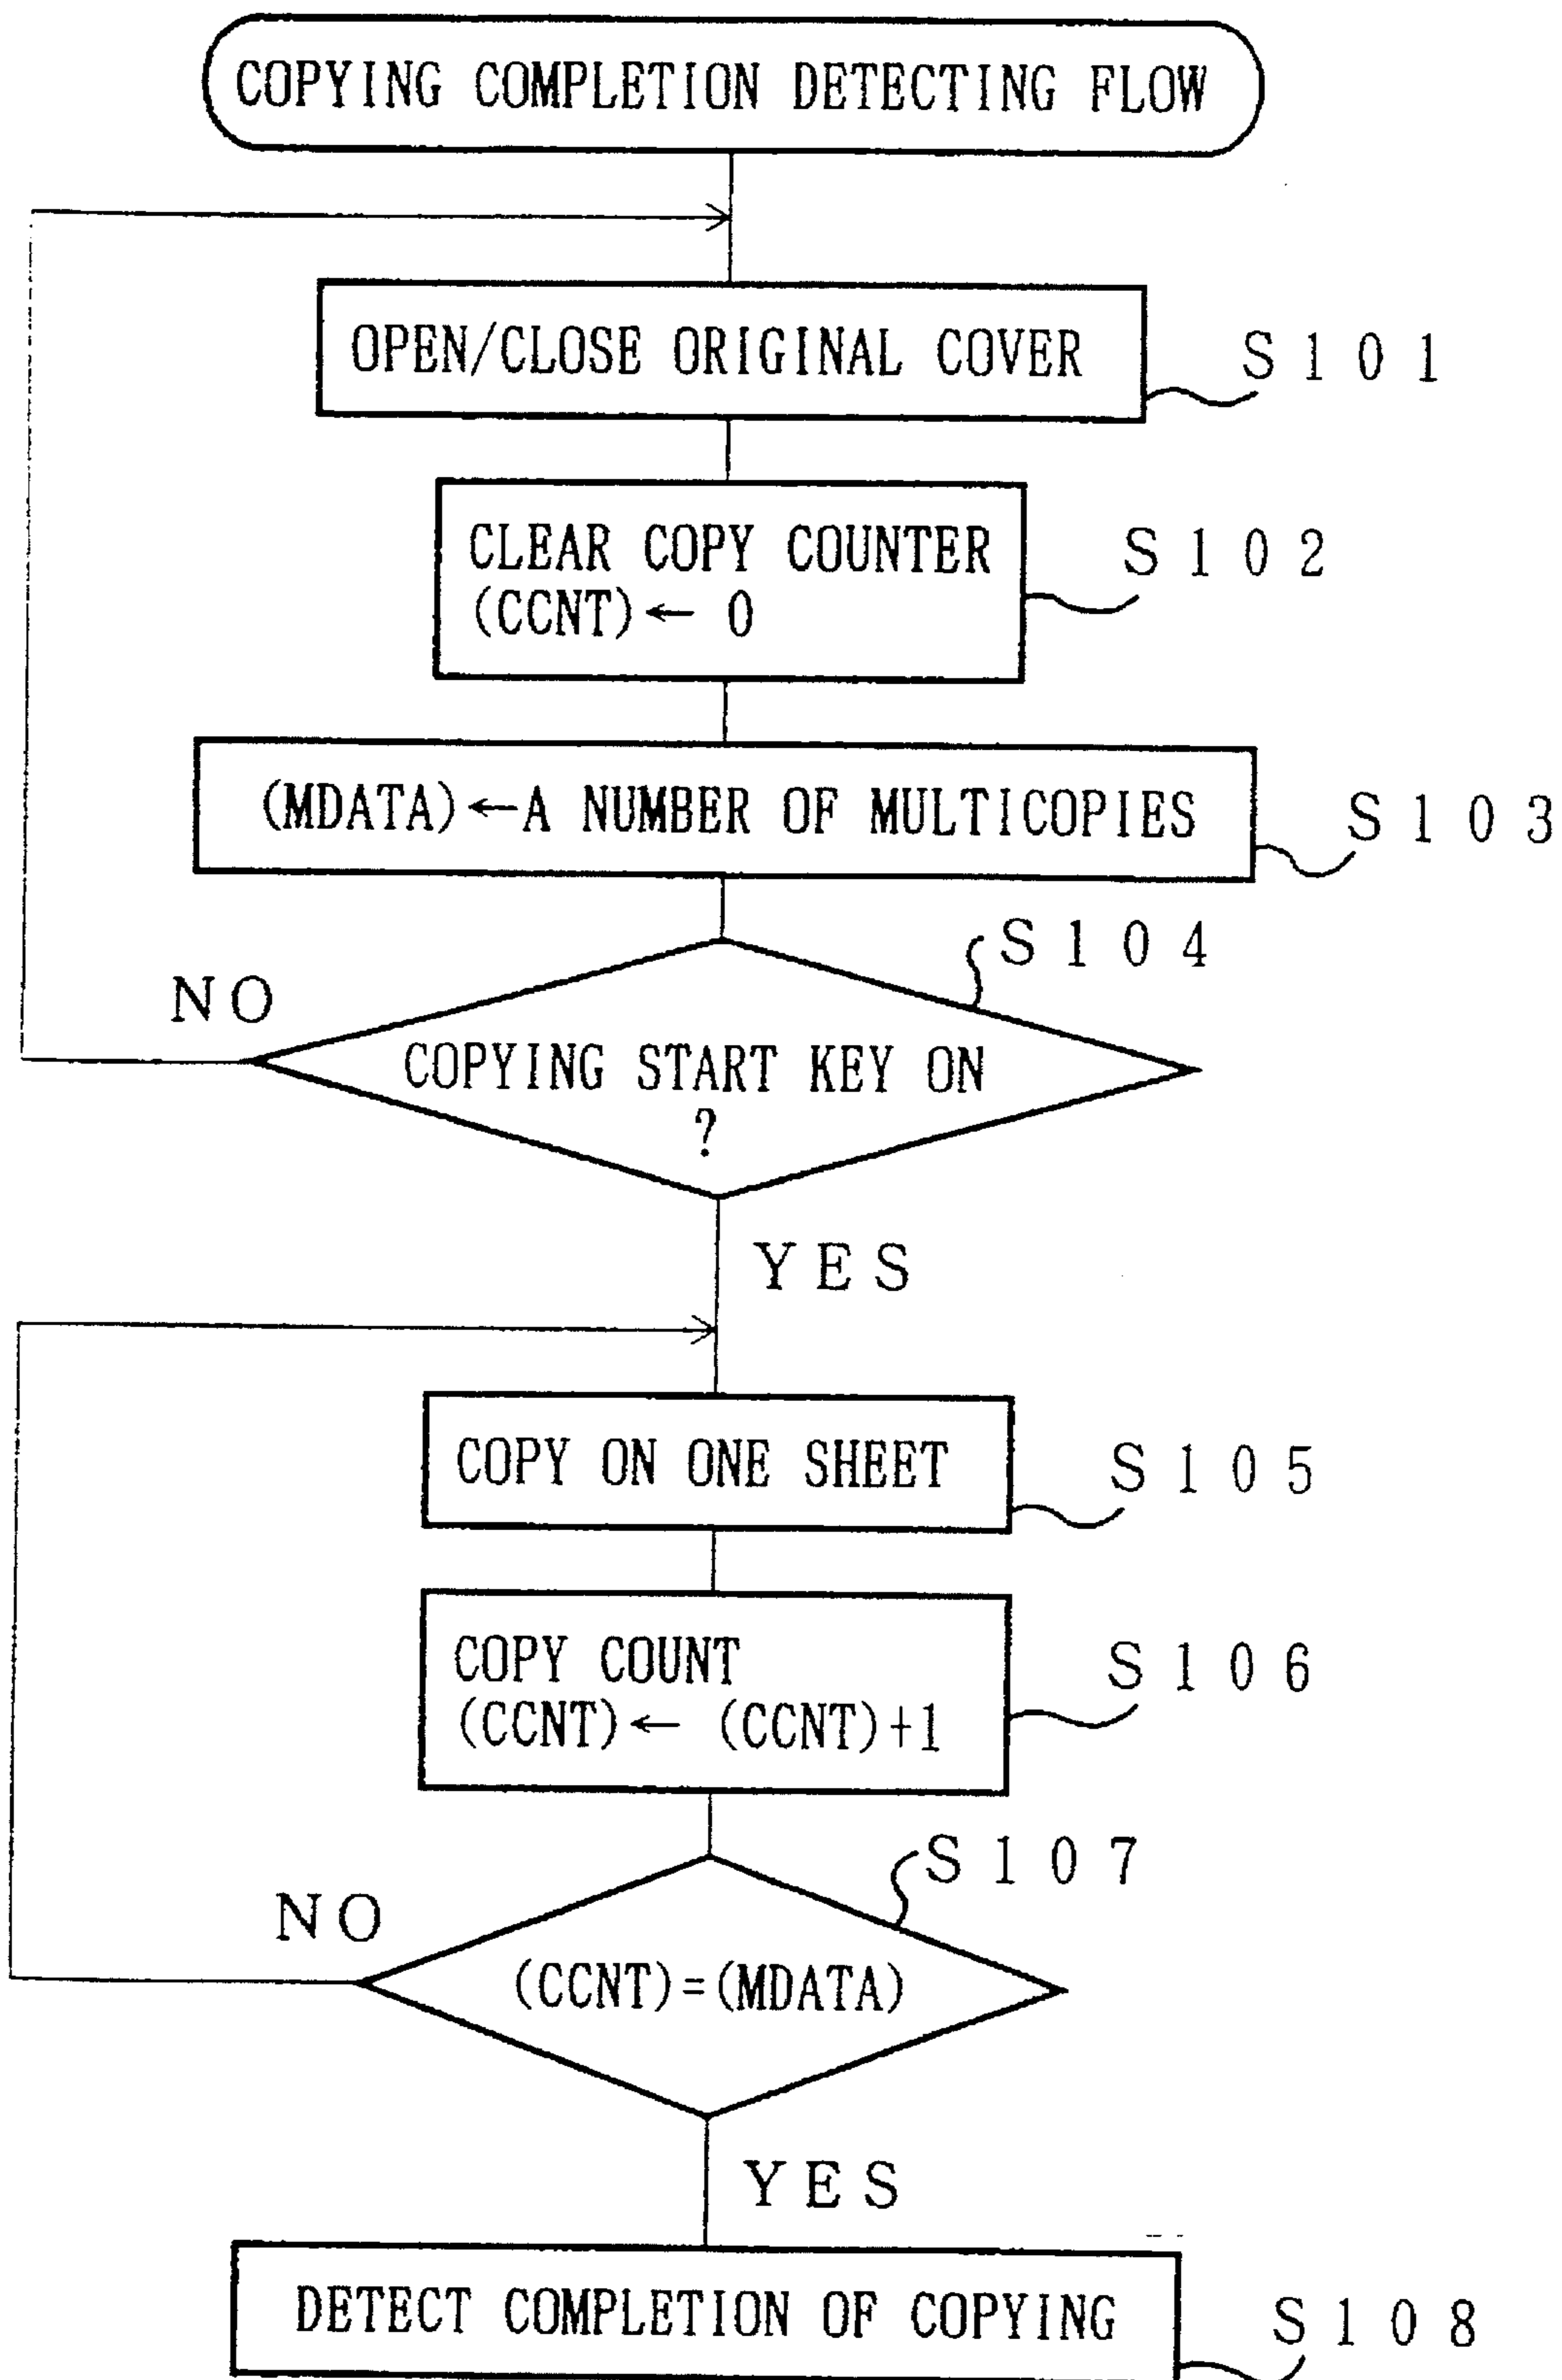 COPYING COMPLETION DETECTING FLOW
OPEN/CLOSE ORIGINAL COVER
S101
CLEAR COPY COUNTER
(CCNT)← 0
S102
(MDATA)←A NUMBER OF MULTICOPIES
S103
S104
NO
COPYING START KEY ON
?
YES
COPY ON ONE SHEET
S105
COPY COUNT
(CCNT)← (CCNT)+1
S106
S107
NO
(CCNT)=(MDATA)
YES
DETECT COMPLETION OF COPYING
S108